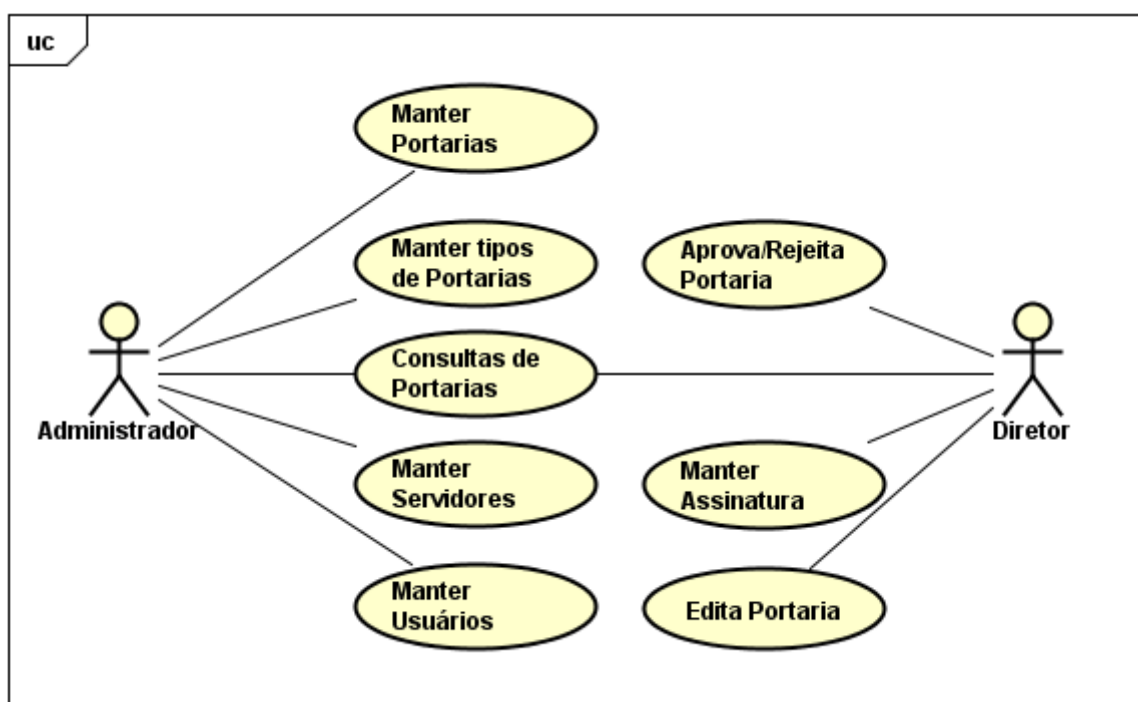 uc
Manter
Portarias
Manter tipos
de Portarias
Aprova/Rejeita
Portaria
Consultas de
Portarias
Administrador
Diretor
Manter
Servidores
Manter
Assinatura
Manter
Usuários
Edita Portaria